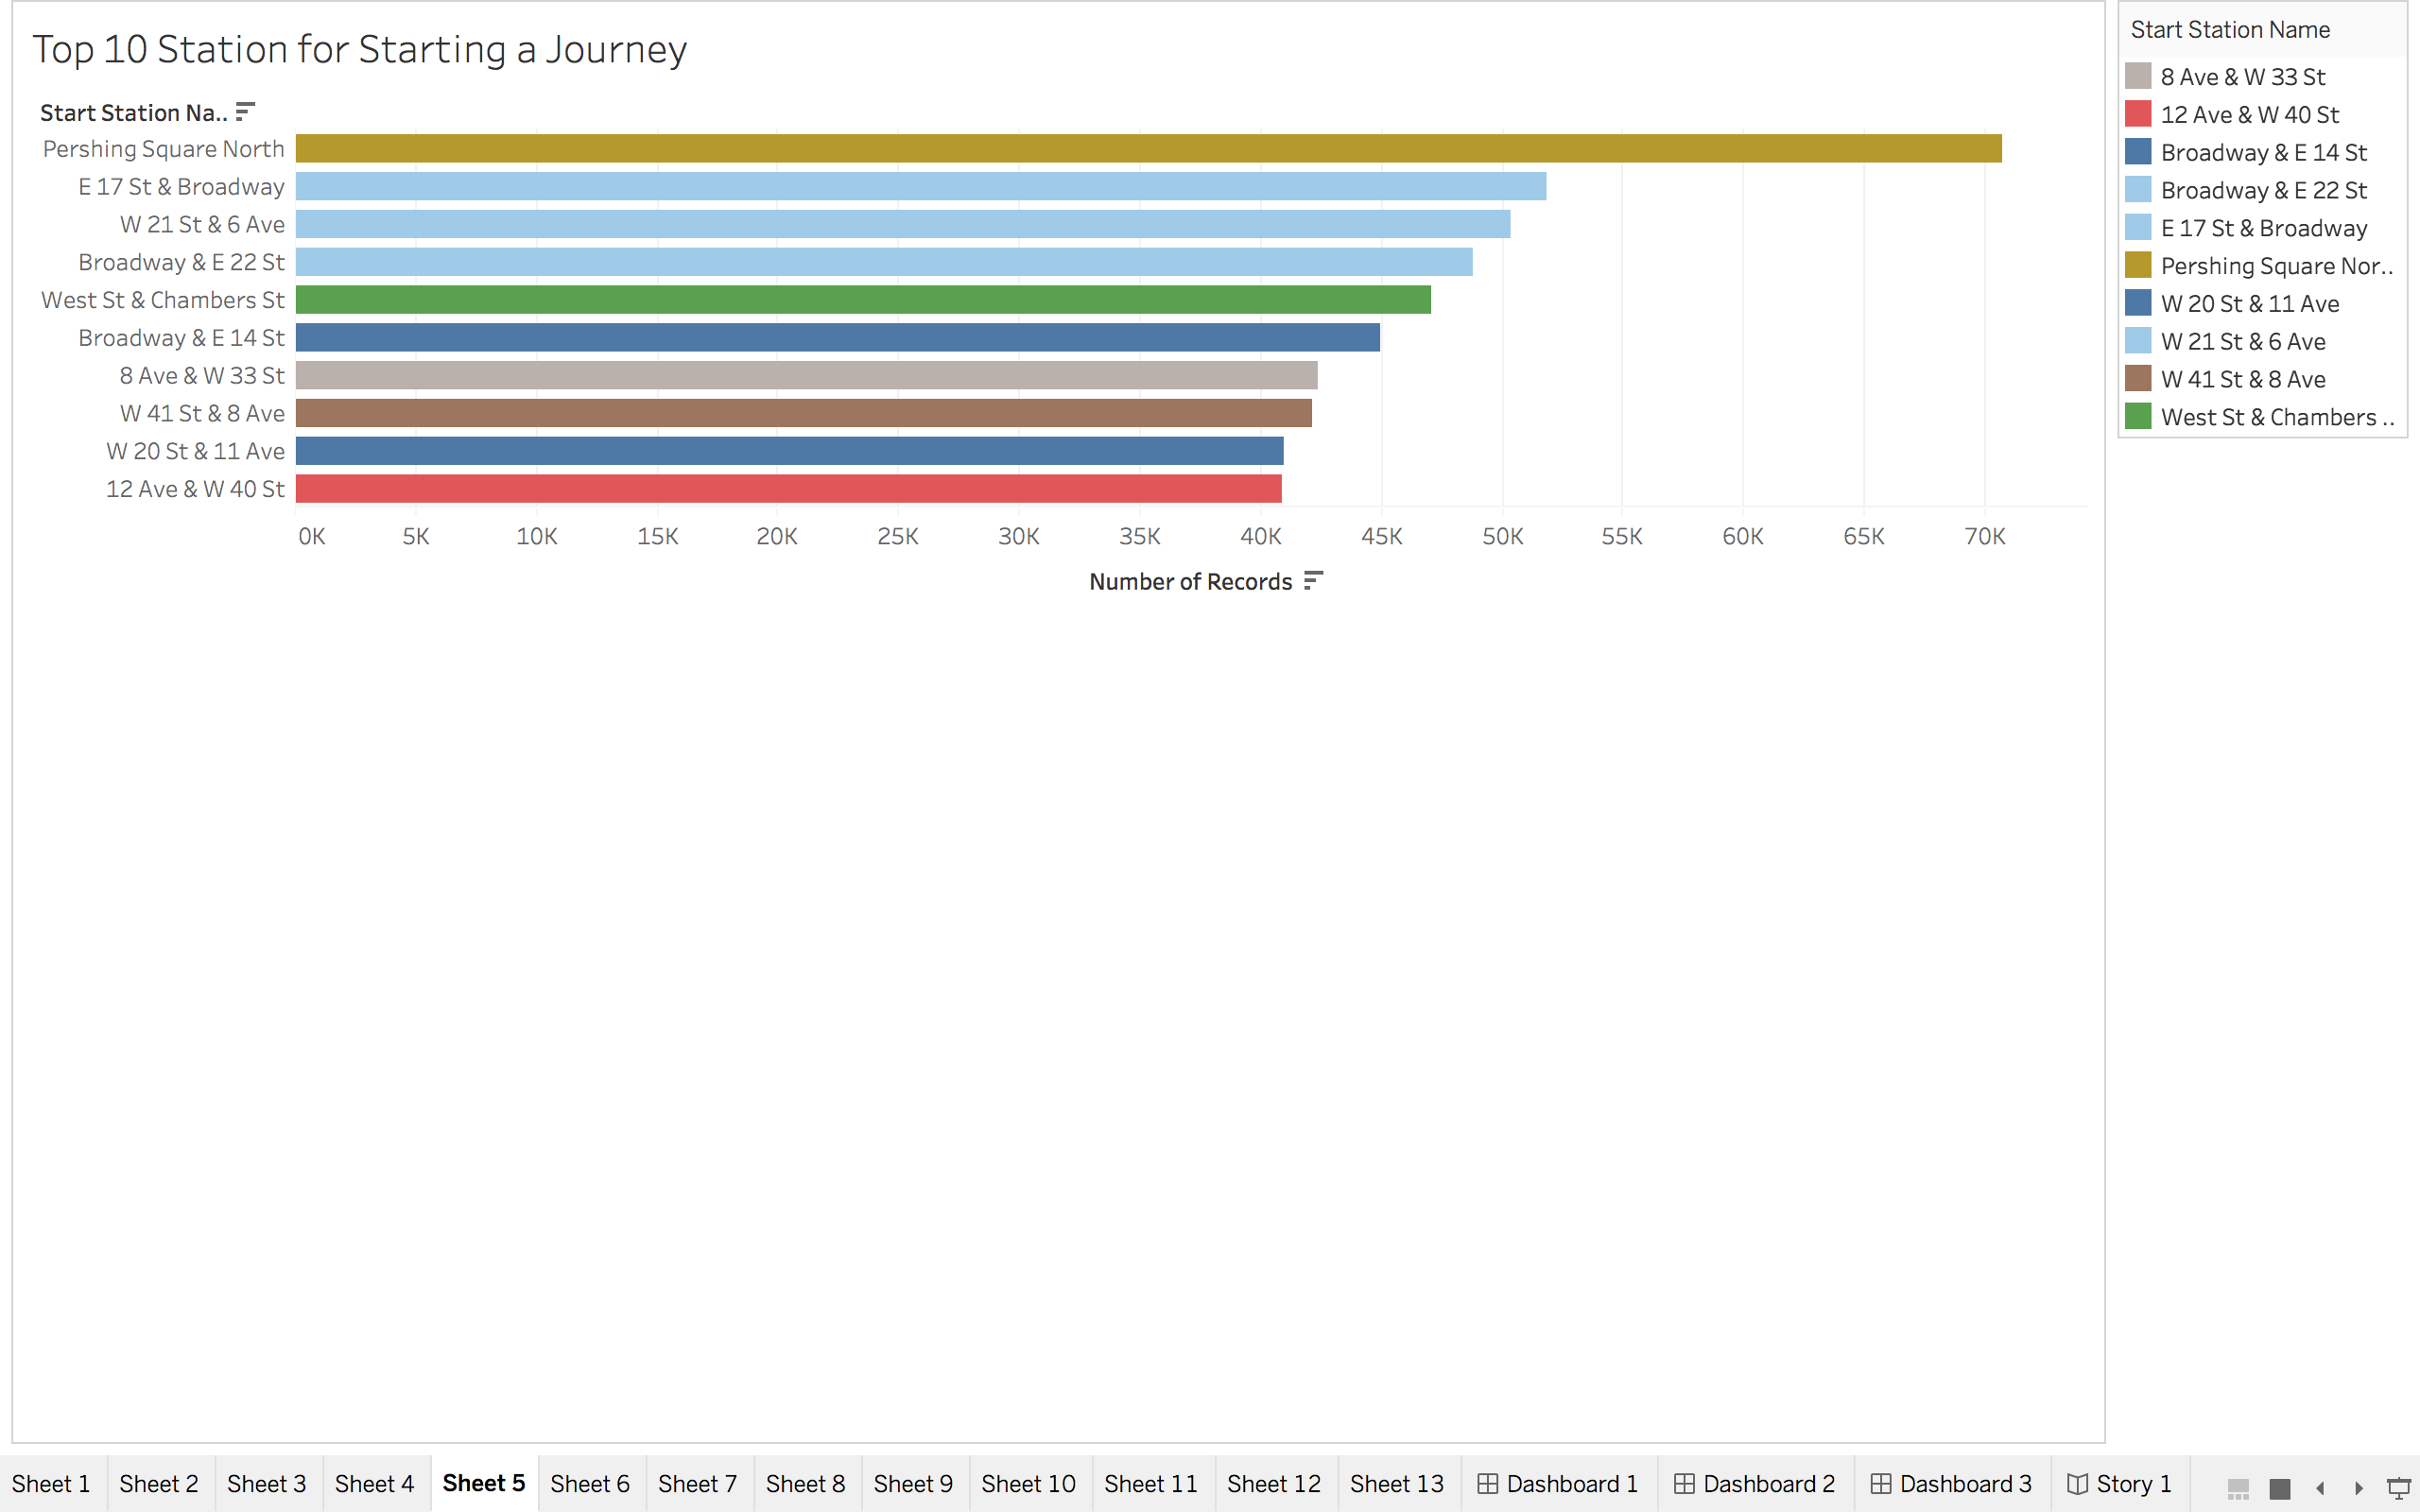 Top 10 Station for Starting a Journey
Start Station Na..
Pershing Square North
E 17 St & Broadway
W 21 St & 6 Ave
Broadway & E 22 St
West St & Chambers St
Broadway & E 14 St
8 Ave & W 33 St
W 41 St & 8 Ave
W 20 St & 11 Ave
12 Ave & W 40 St
0K 5K 10K 15K 20K 25K 30K 35K 40K 45K 50K 55K 60K 65K 70K
Number of Records
Start Station Name
8 Ave & W 33 St
12 Ave & W 40 St
Broadway & E 14 St
Broadway & E 22 St
E 17 St & Broadway
Pershing Square Nor..
W 20 St & 11 Ave
W 21 St & 6 Ave
W 41 St & 8 Ave
West St & Chambers ..
Sheet 1 Sheet 2 Sheet 3 Sheet 4 Sheet 5 Sheet 6 Sheet 7 Sheet 8 Sheet 9 Sheet 10 Sheet 11 Sheet 12 Sheet 13 Dashboard 1 Dashboard 2 Dashboard 3 Story 1